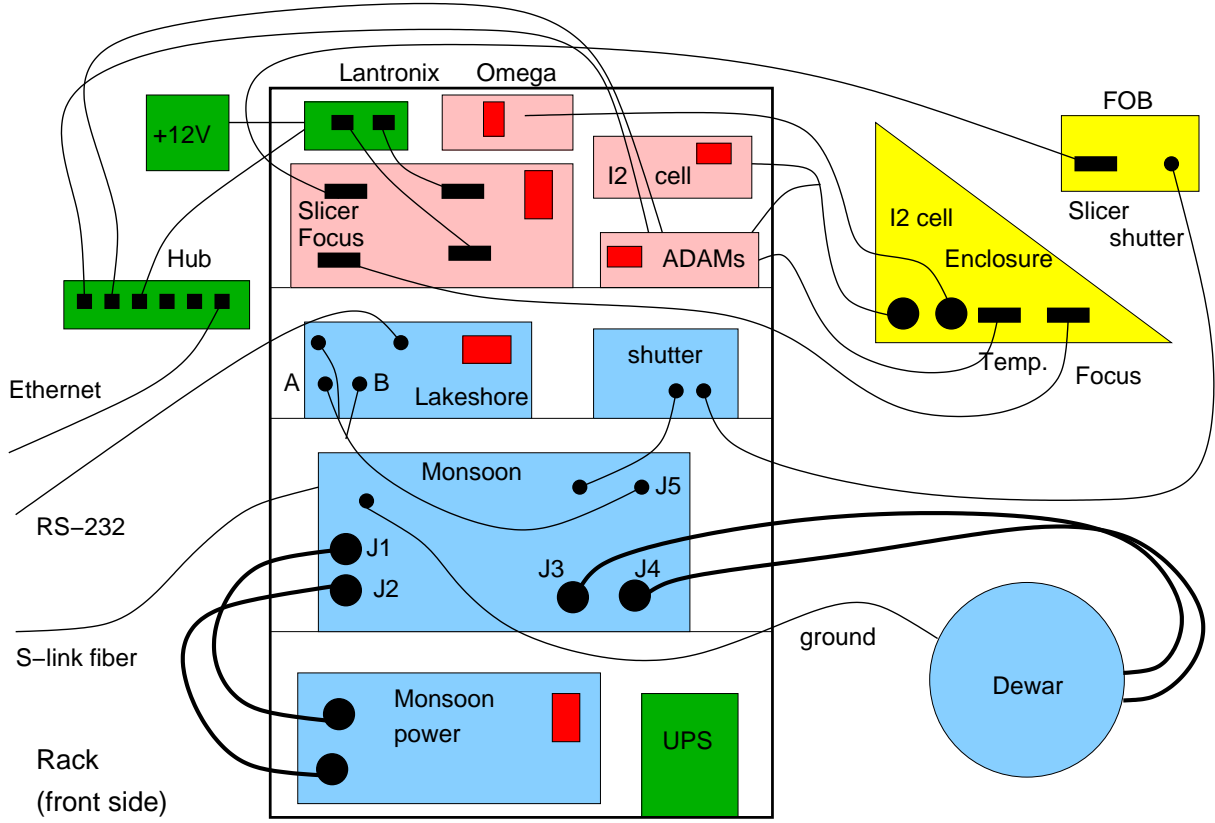 Lantronix
Omega
FOB
+12V
I2 cell
Slicer
Focus
I2 cell
Slicer
shutter
Hub
ADAMs
Enclosure
Ethernet
A
B
Lakeshore
shutter
Temp.
Focus
RS−232
Monsoon
J5
J1
J2
J3
J4
S−link fiber
ground
Dewar
Monsoon
power
UPS
Rack
(front side)